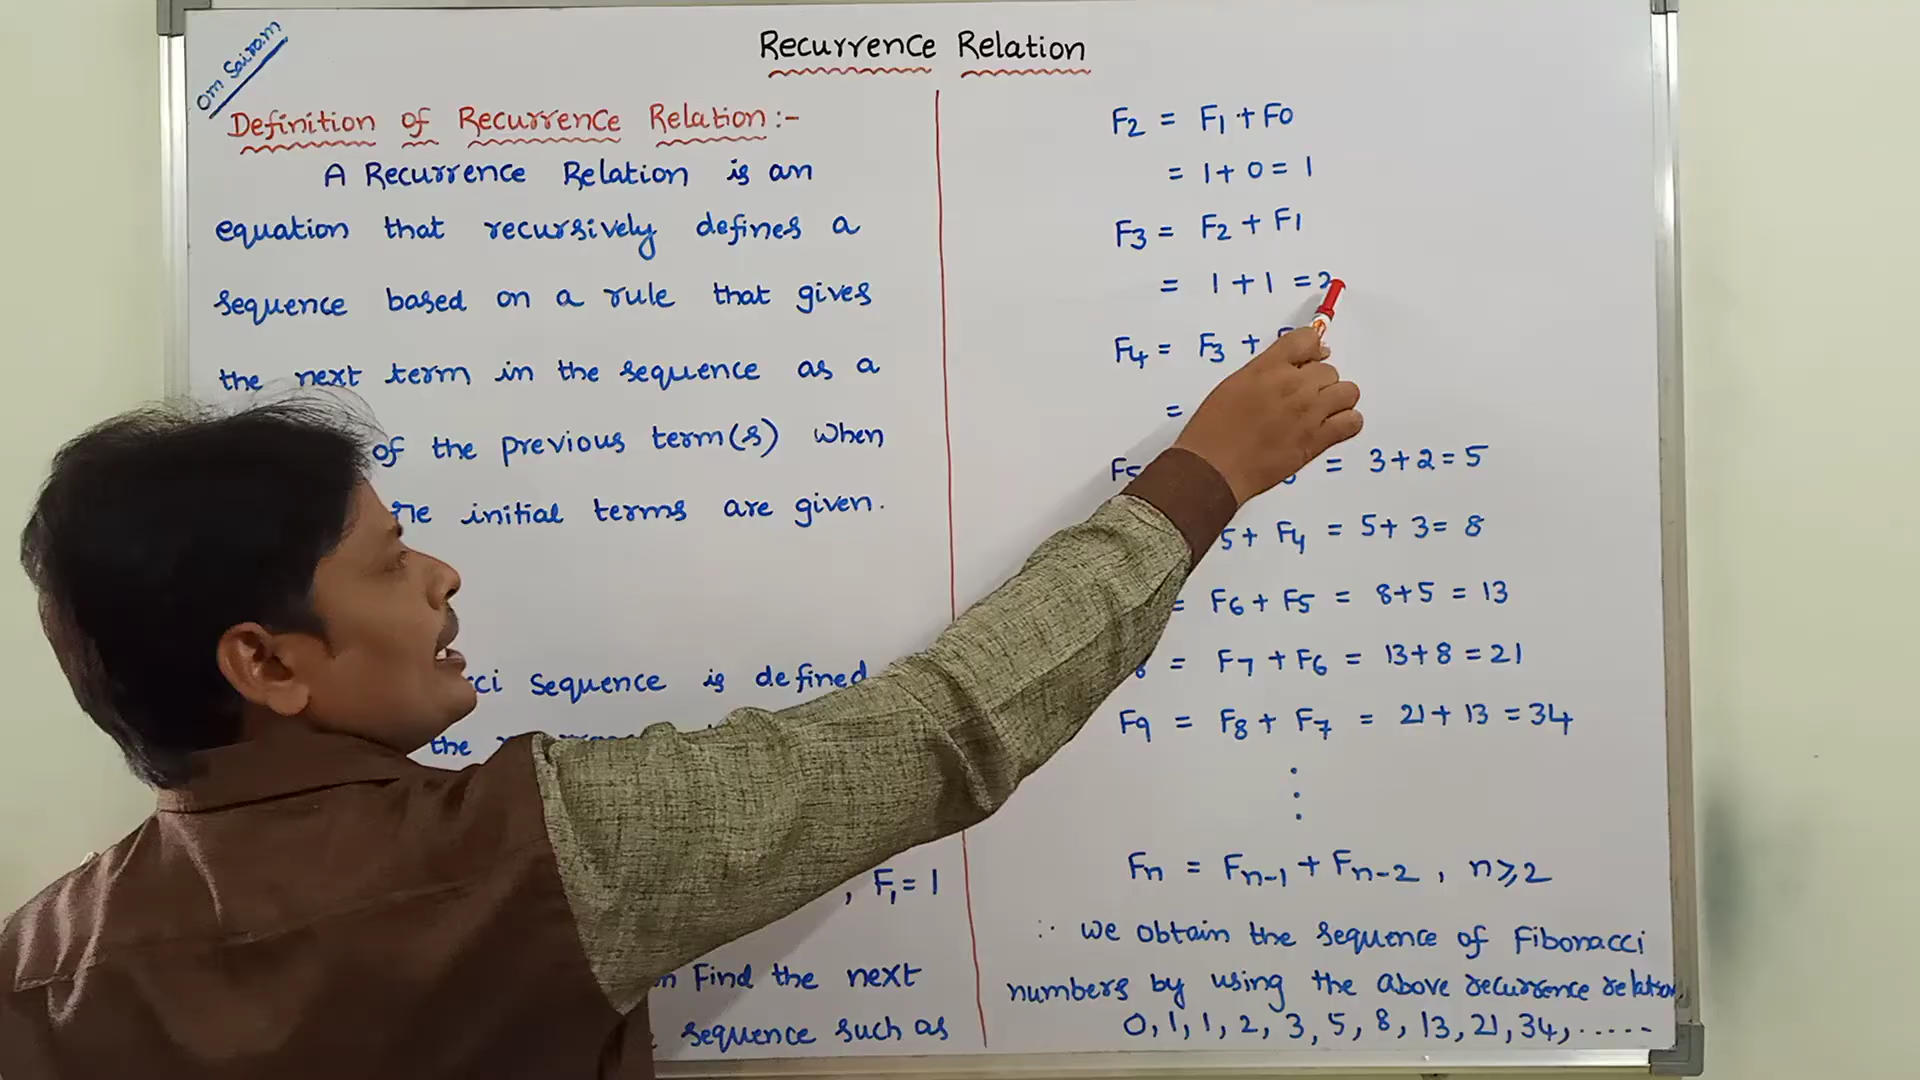 Om Sairam
Recurrence Relation
Definition of Recurrence Relation :-
A Recurrence Relation is an
equation that recursively defines a
sequence based on a rule that gives
the next term in the sequence as a
of the previous term(s) when
initial terms are given.
sequence is defined
the
, F₁ = 1
Find the next
sequence such as
F₂ = F₁ + F0
= 1 + 0 = 1
F₃ = F₂ + F1
= 1 + 1 = 2
F₄ = F₃ +
=
F₅ = 3 + 2 = 5
5 + F₄ = 5 + 3 = 8
= F₆ + F₅ = 8 + 5 = 13
8 = F₇ + F₆ = 13 + 8 = 21
F₉ = F₈ + F₇ = 21 + 13 = 34
Fn = Fn-1 + Fn-2 , n ⩾ 2
∴ we obtain the sequence of Fibonacci
numbers by using the above recurrence relation.
0, 1, 1, 2, 3, 5, 8, 13, 21, 34, ......